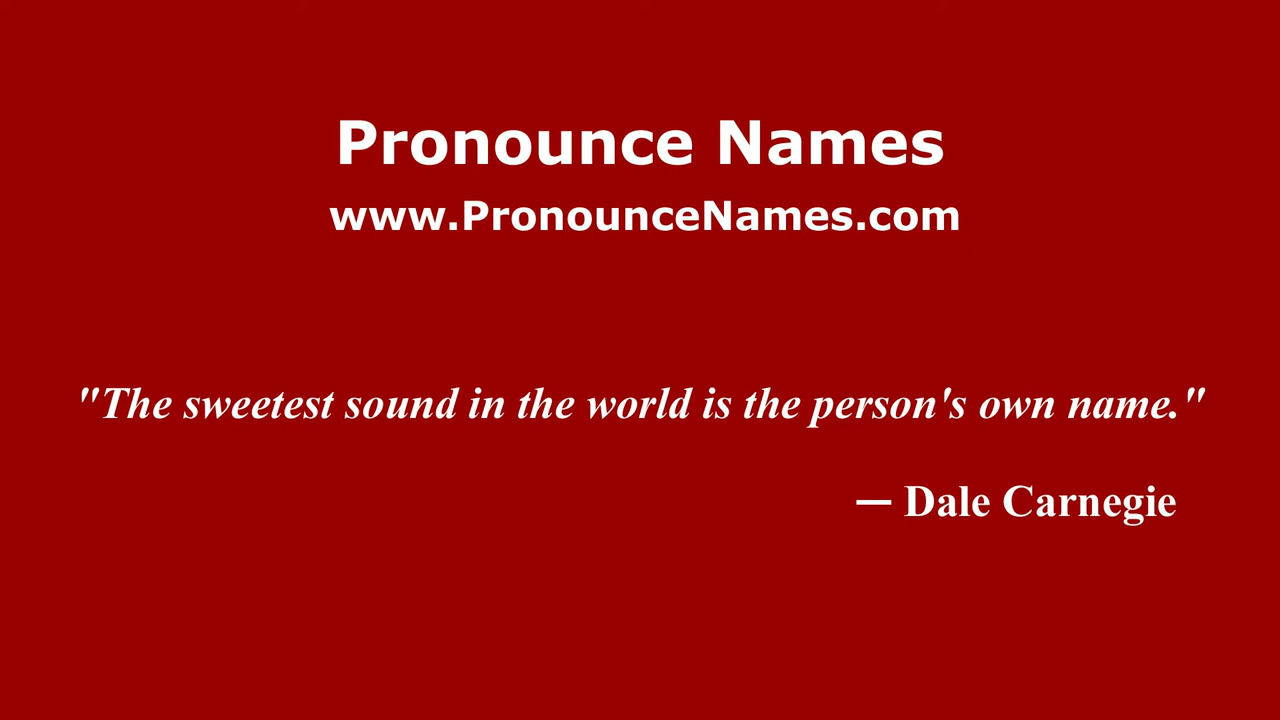 Pronounce Names
www.PronounceNames.com
"The sweetest sound in the world is the person's own name."
— Dale Carnegie